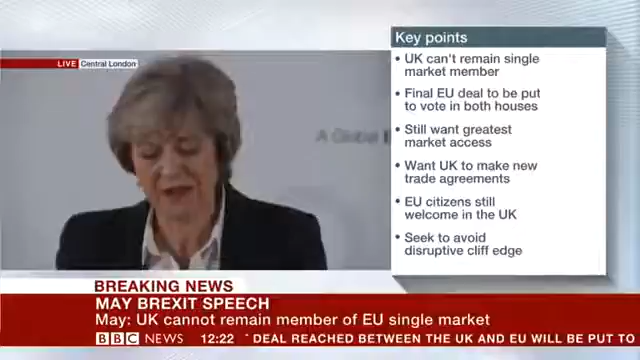 LIVE Central London
A Global
Key points
• UK can't remain single
market member
• Final EU deal to be put
to vote in both houses
• Still want greatest
market access
• Want UK to make new
trade agreements
• EU citizens still
welcome in the UK
• Seek to avoid
disruptive cliff edge
BREAKING NEWS
MAY BREXIT SPEECH
May: UK cannot remain member of EU single market
BBC NEWS 12:22 DEAL REACHED BETWEEN THE UK AND EU WILL BE PUT TO